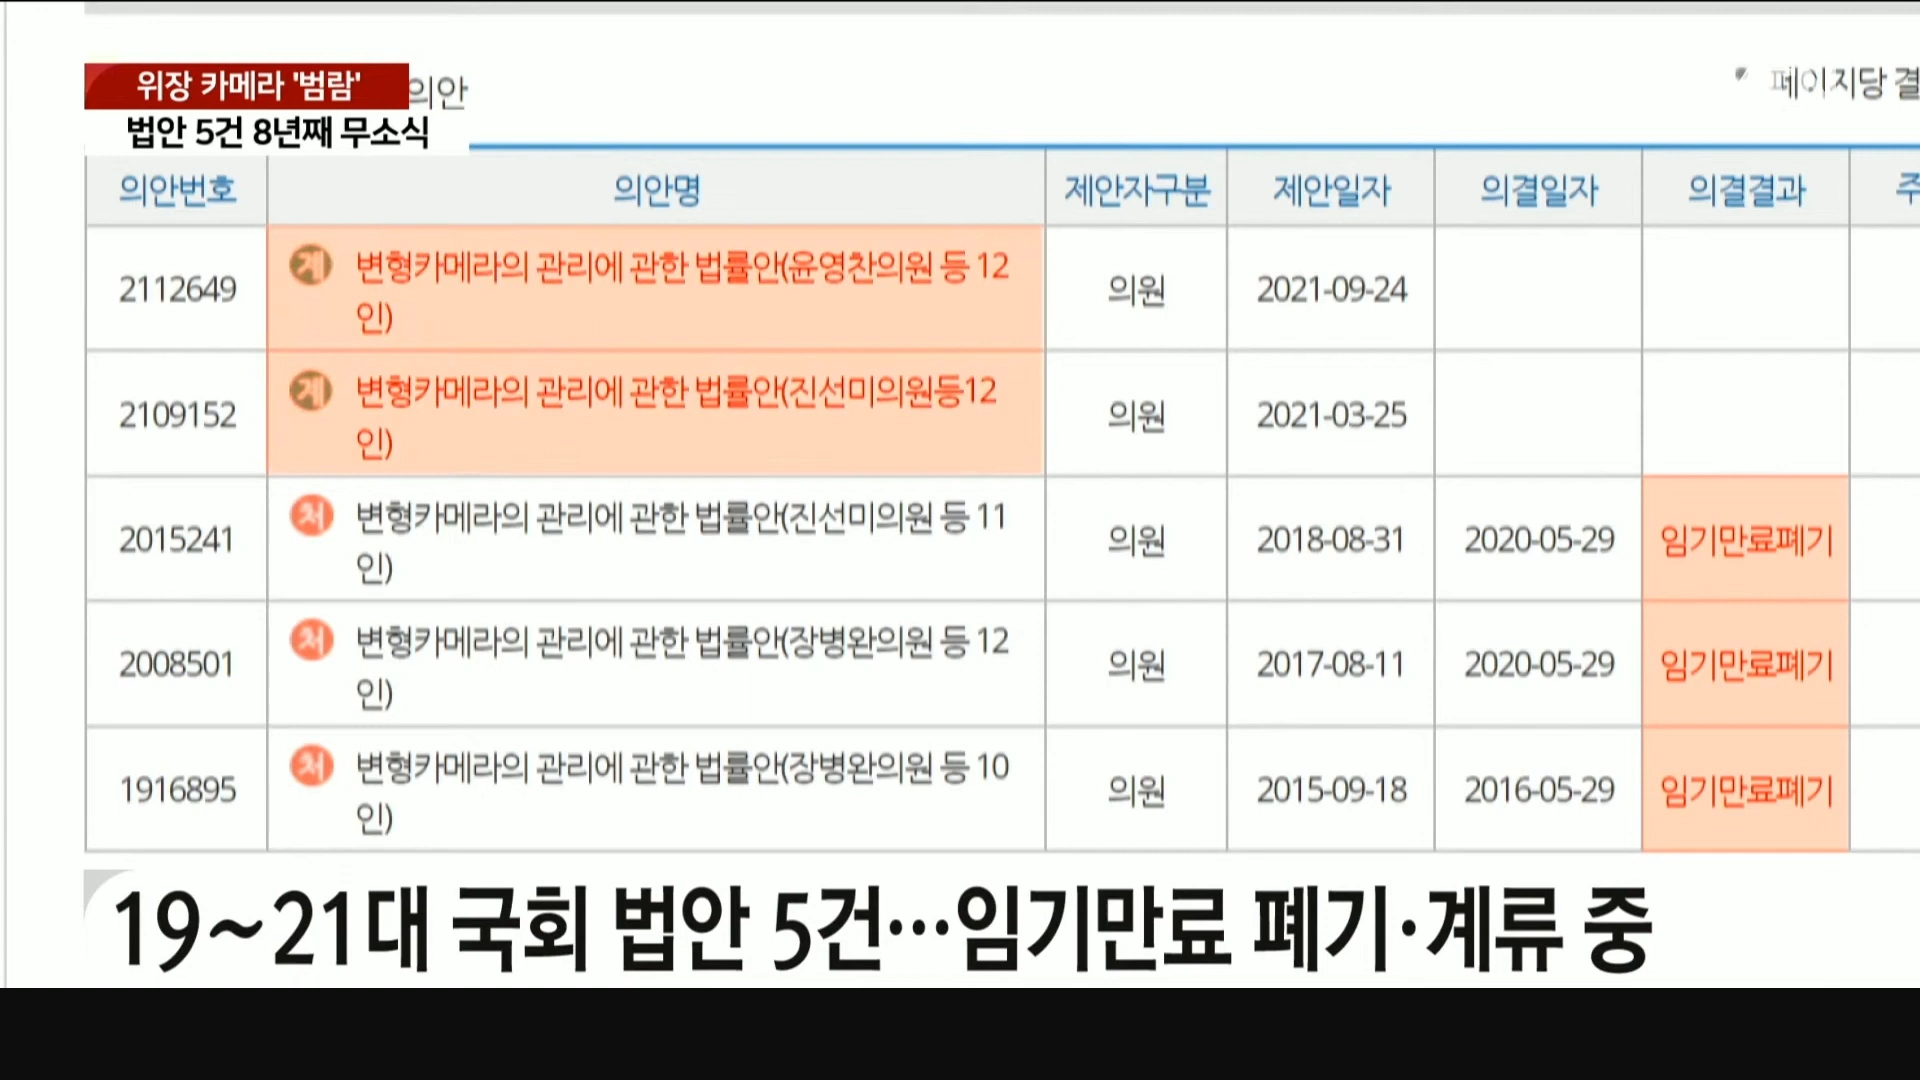 위장 카메라 '범람'
의안
페이지당 결
법안 5건 8년째 무소식
의안번호 의안명 제안자구분 제안일자 의결일자 의결결과 주
2112649 계 변형카메라의 관리에 관한 법률안(윤영찬의원 등 12
인) 의원 2021-09-24
2109152 계 변형카메라의 관리에 관한 법률안(진선미의원등12
인) 의원 2021-03-25
2015241 처 변형카메라의 관리에 관한 법률안(진선미의원 등 11
인) 의원 2018-08-31 2020-05-29 임기만료폐기
2008501 처 변형카메라의 관리에 관한 법률안(장병완의원 등 12
인) 의원 2017-08-11 2020-05-29 임기만료폐기
1916895 처 변형카메라의 관리에 관한 법률안(장병완의원 등 10
인) 의원 2015-09-18 2016-05-29 임기만료폐기
19~21대 국회 법안 5건…임기만료 폐기·계류 중